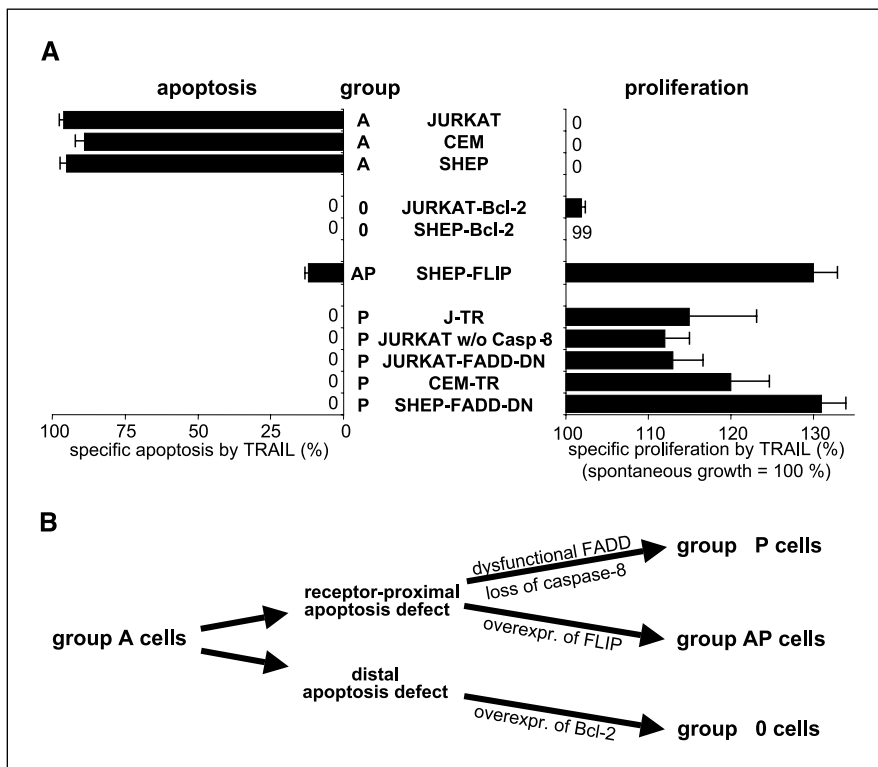 A
apoptosis group proliferation
A JURKAT 0
A CEM 0
A SHEP 0
0 0 JURKAT-Bcl-2
0 0 SHEP-Bcl-2 99
AP SHEP-FLIP
0 P J-TR
0 P JURKAT w/o Casp-8
0 P JURKAT-FADD-DN
0 P CEM-TR
0 P SHEP-FADD-DN
100 75 50 25 0 100 110 120 130
specific apoptosis by TRAIL (%) specific proliferation by TRAIL (%)
(spontaneous growth = 100 %)
B
dysfunctional FADD
loss of caspase-8
group P cells
receptor-proximal
apoptosis defect
group A cells
overexpr. of FLIP
group AP cells
distal
apoptosis defect
overexpr. of Bcl-2
group 0 cells